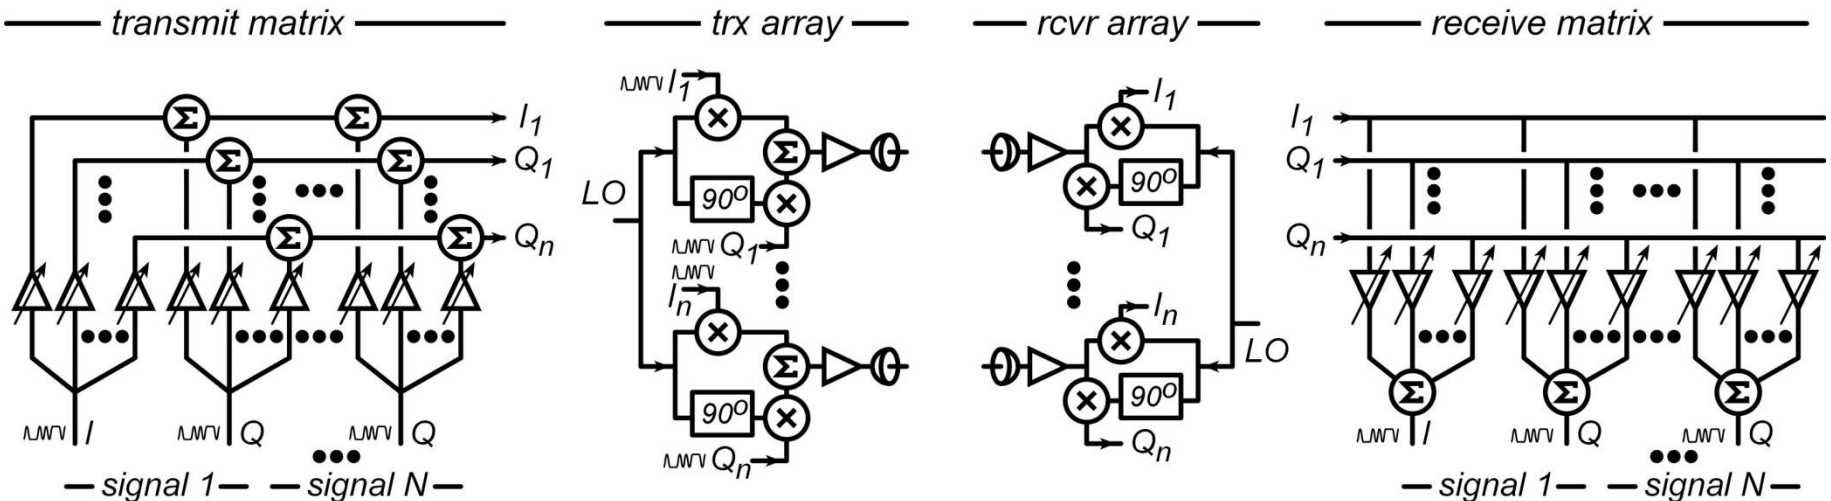 transmit matrix
trx array
rcvr array
receive matrix
Σ Σ I1
Σ Σ Q1
Σ Σ Qn
I Q Q
signal 1 signal N
I1
× Σ
LO
90º ×
Q1
In
× Σ
90º ×
Qn
× I1
× 90º
Q1
LO
× In
× 90º
Qn
I1
Q1
Qn
Σ Σ Σ
I Q Q
signal 1 signal N